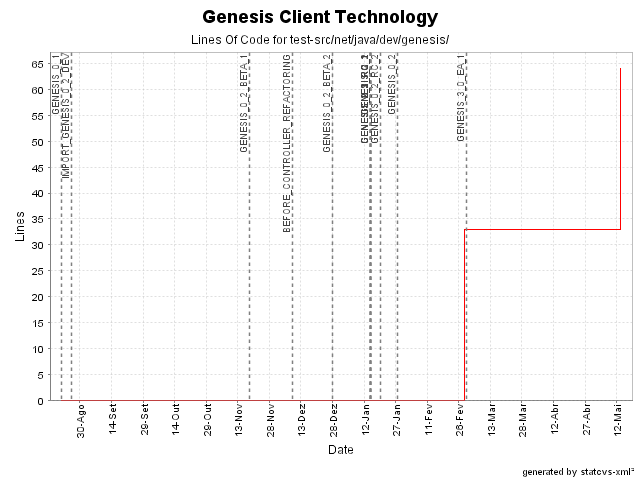 Genesis Client Technology
Lines Of Code for test-src/net/java/dev/genesis/
Lines
65
60
55
50
45
40
35
30
25
20
15
10
5
0
GENESIS_0_1
IMPORT_GENESIS_0_2_DEV
GENESIS_0_2_BETA_1
BEFORE_CONTROLLER_REFACTORING
GENESIS_0_2_BETA_2
GENESIS_0_2
GENESIS_3_0_EA_1
30-Ago
14-Set
29-Set
14-Out
29-Out
13-Nov
28-Nov
13-Dez
28-Dez
12-Jan
27-Jan
11-Fev
26-Fev
13-Mar
28-Mar
12-Abr
27-Abr
12-Mai
Date
generated by statcvs-xml²